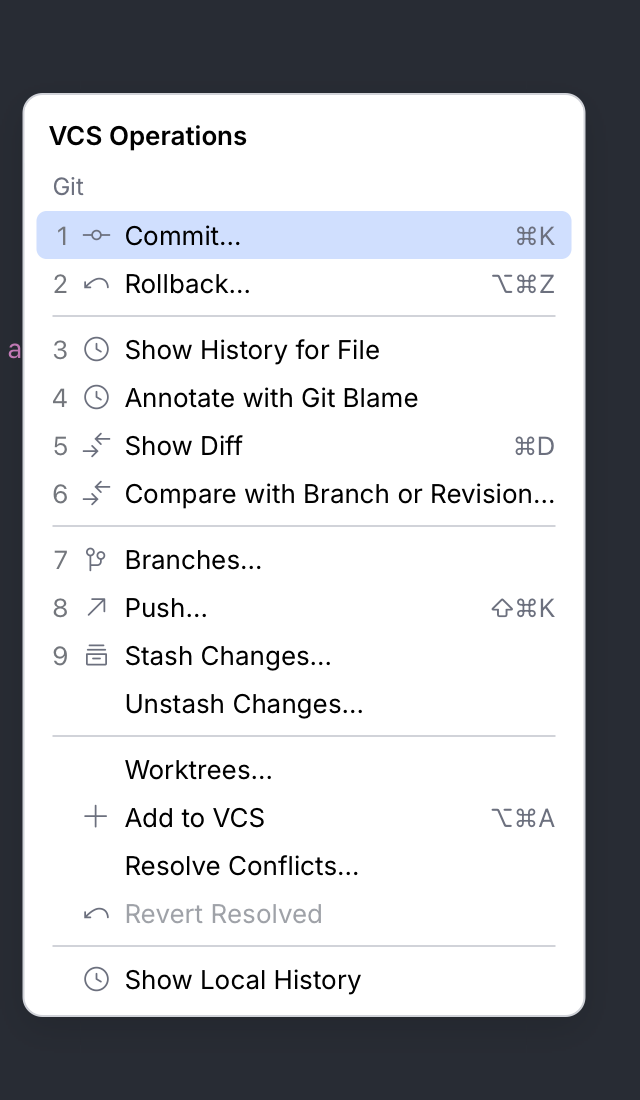 VCS Operations
Git
1 Commit... ⌘K
2 Rollback... ⌥⌘Z
a
3 Show History for File
4 Annotate with Git Blame
5 Show Diff ⌘D
6 Compare with Branch or Revision...
7 Branches...
8 Push... ⇧⌘K
9 Stash Changes...
Unstash Changes...
Worktrees...
Add to VCS ⌥⌘A
Resolve Conflicts...
Revert Resolved
Show Local History